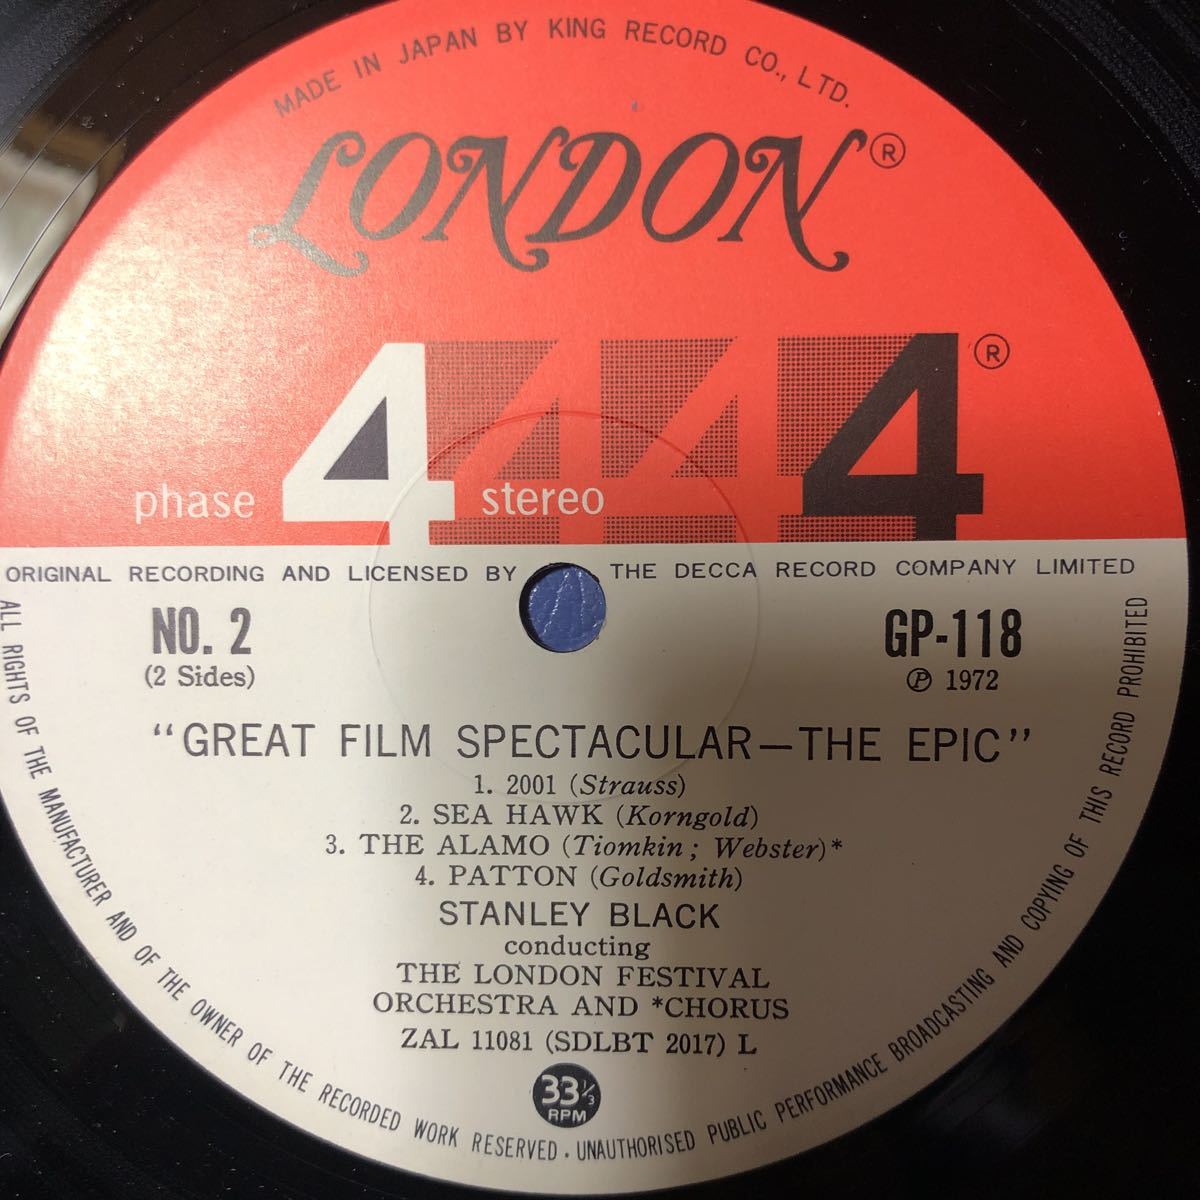 MADE IN JAPAN BY KING RECORD CO., LTD.
LONDON®
phase 4 stereo 4 4 4®
ORIGINAL RECORDING AND LICENSED BY THE DECCA RECORD COMPANY LIMITED
NO. 2
(2 Sides)
GP-118
Ⓟ 1972
“GREAT FILM SPECTACULAR—THE EPIC”
1. 2001 (Strauss)
2. SEA HAWK (Korngold)
3. THE ALAMO (Tiomkin ; Webster)*
4. PATTON (Goldsmith)
STANLEY BLACK
conducting
THE LONDON FESTIVAL
ORCHESTRA AND *CHORUS
ZAL 11081 (SDLBT 2017) L
33⅓
RPM
ALL RIGHTS OF THE MANUFACTURER AND OF THE OWNER OF THE RECORDED WORK RESERVED. UNAUTHORISED PUBLIC PERFORMANCE BROADCASTING AND COPYING OF THIS RECORD PROHIBITED